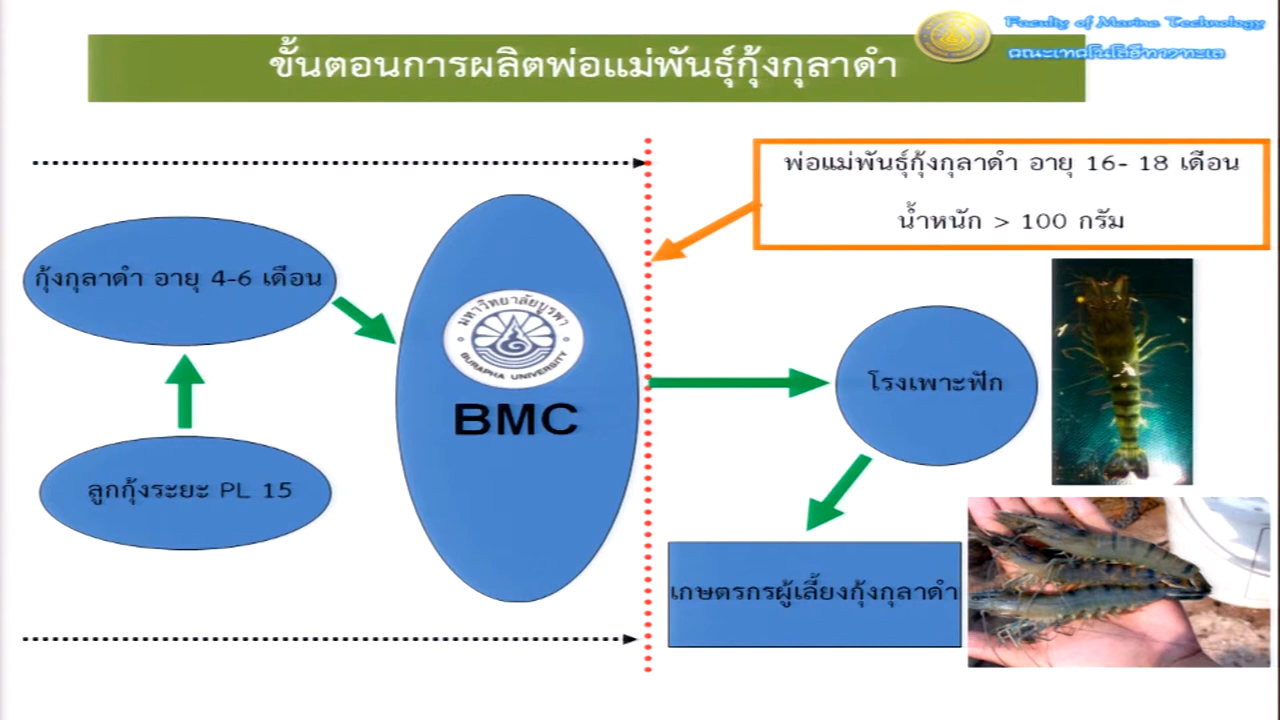 Faculty of Marine Technology
คณะเทคโนโลยีทางทะเล
ขั้นตอนการผลิตพ่อแม่พันธุ์กุ้งกุลาดำ
พ่อแม่พันธุ์กุ้งกุลาดำ อายุ 16- 18 เดือน
น้ำหนัก > 100 กรัม
กุ้งกุลาดำ อายุ 4-6 เดือน
มหาวิทยาลัยบูรพา
BURAPHA UNIVERSITY
BMC
โรงเพาะฟัก
ลูกกุ้งระยะ PL 15
เกษตรกรผู้เลี้ยงกุ้งกุลาดำ